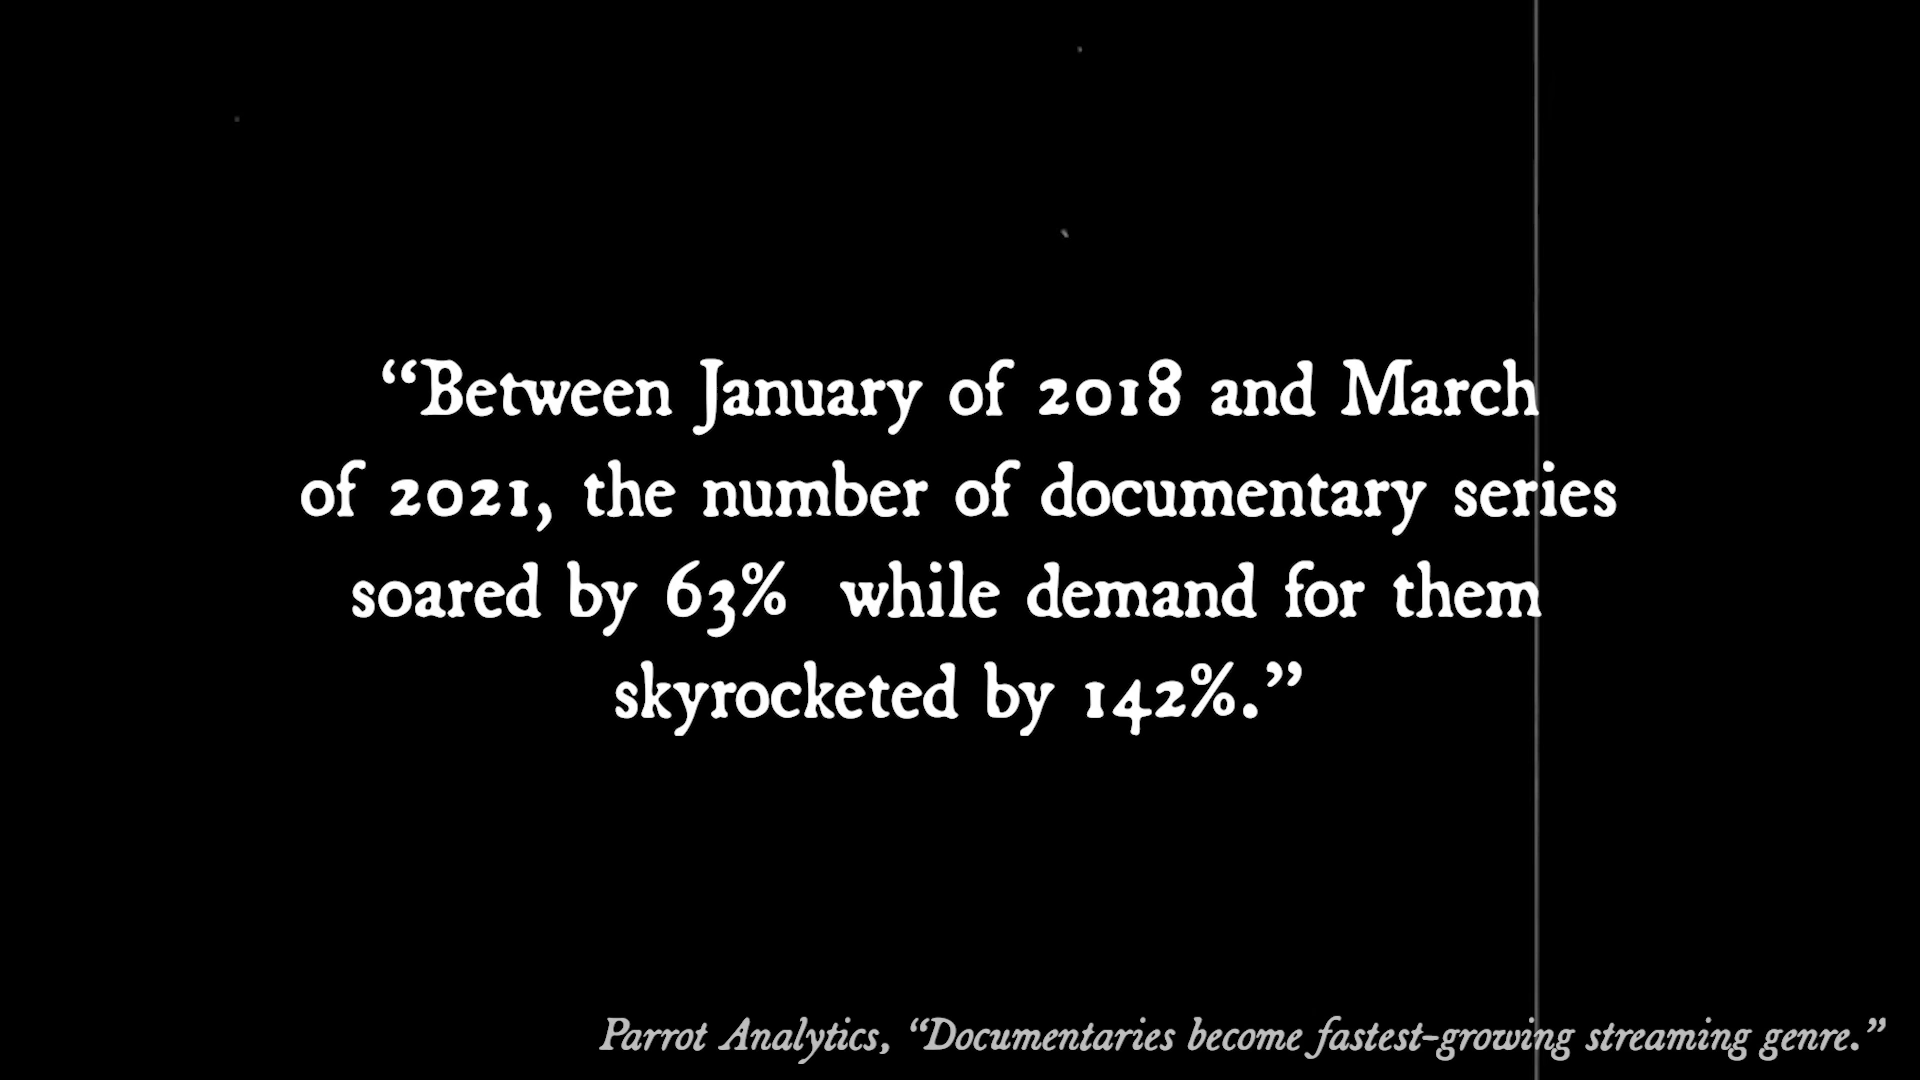 “Between January of 2018 and March
of 2021, the number of documentary series
soared by 63%  while demand for them
skyrocketed by 142%.”
Parrot Analytics, “Documentaries become fastest-growing streaming genre.”